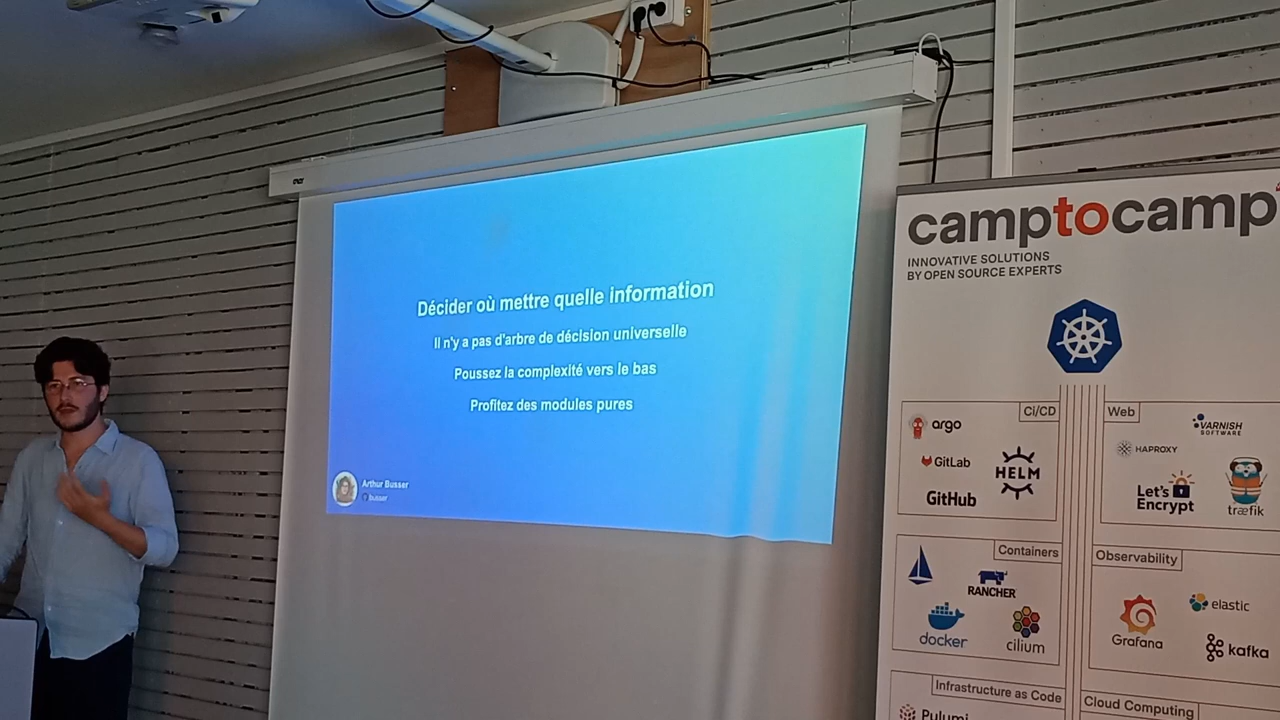 Décider où mettre quelle information
Il n'y a pas d'arbre de décision universelle
Poussez la complexité vers le bas
Profitez des modules pures
Arthur Busser
busser
camptocamp
INNOVATIVE SOLUTIONS
BY OPEN SOURCE EXPERTS
Ci/CD
argo
GitLab
HELM
GitHub
Web
VARNISH
SOFTWARE
HAPROXY
Let's
Encrypt
træfik
Containers
RANCHER
docker
cilium
Observability
elastic
Grafana
kafka
Infrastructure as Code
Pulumi
Cloud Computing